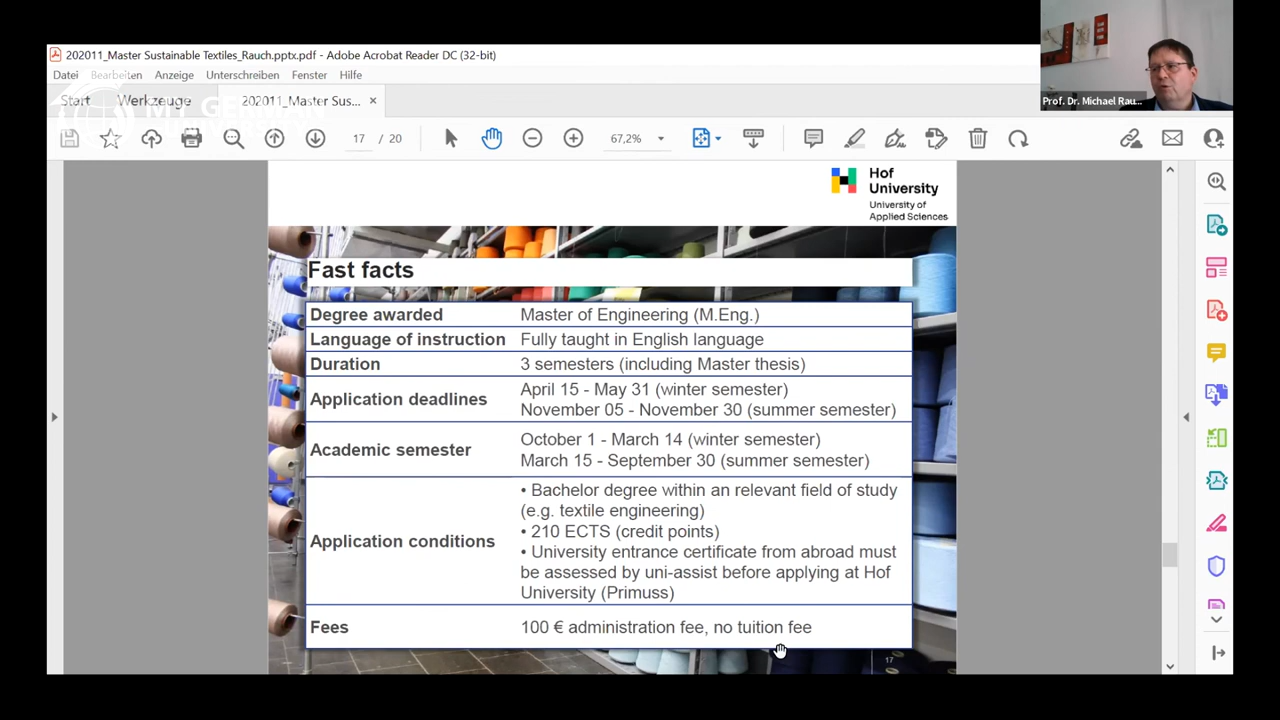 202011_Master Sustainable Textiles_Rauch.pptx.pdf - Adobe Acrobat Reader DC (32-bit)
Datei Bearbeiten Anzeige Unterschreiben Fenster Hilfe
Start Werkzeuge 202011_Master Sus... ×
MY GERMAN
UNIVERSITY
Prof. Dr. Michael Rau...
17 / 20 67,2%
Hof
University
University of
Applied Sciences
Fast facts
Degree awarded Master of Engineering (M.Eng.)
Language of instruction Fully taught in English language
Duration 3 semesters (including Master thesis)
Application deadlines April 15 - May 31 (winter semester)
November 05 - November 30 (summer semester)
Academic semester October 1 - March 14 (winter semester)
March 15 - September 30 (summer semester)
Application conditions • Bachelor degree within an relevant field of study
(e.g. textile engineering)
• 210 ECTS (credit points)
• University entrance certificate from abroad must
be assessed by uni-assist before applying at Hof
University (Primuss)
Fees 100 € administration fee, no tuition fee
17